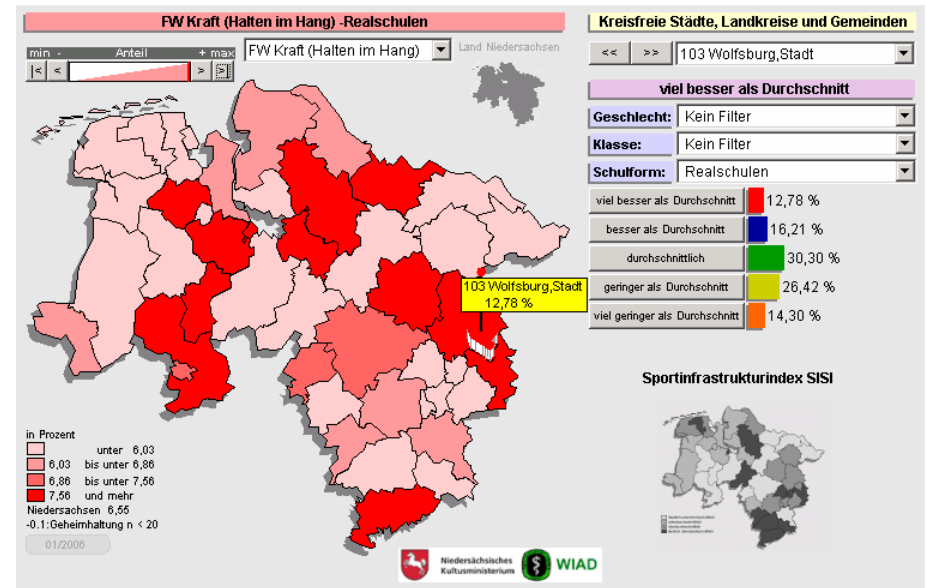 FW Kraft (Halten im Hang) -Realschulen
min - Anteil + max
|< < > >|
FW Kraft (Halten im Hang)
Land Niedersachsen
103 Wolfsburg,Stadt
12,78 %
in Prozent
unter 6,03
6,03 bis unter 6,86
6,86 bis unter 7,56
7,56 und mehr
Niedersachsen 6,55
-0.1:Geheimhaltung n < 20
01/2006
Niedersächsisches
Kultusministerium
WIAD
Kreisfreie Städte, Landkreise und Gemeinden
<< >> 103 Wolfsburg,Stadt
viel besser als Durchschnitt
Geschlecht: Kein Filter
Klasse: Kein Filter
Schulform: Realschulen
viel besser als Durchschnitt 12,78 %
besser als Durchschnitt 16,21 %
durchschnittlich 30,30 %
geringer als Durchschnitt 26,42 %
viel geringer als Durchschnitt 14,30 %
Sportinfrastrukturindex SISI